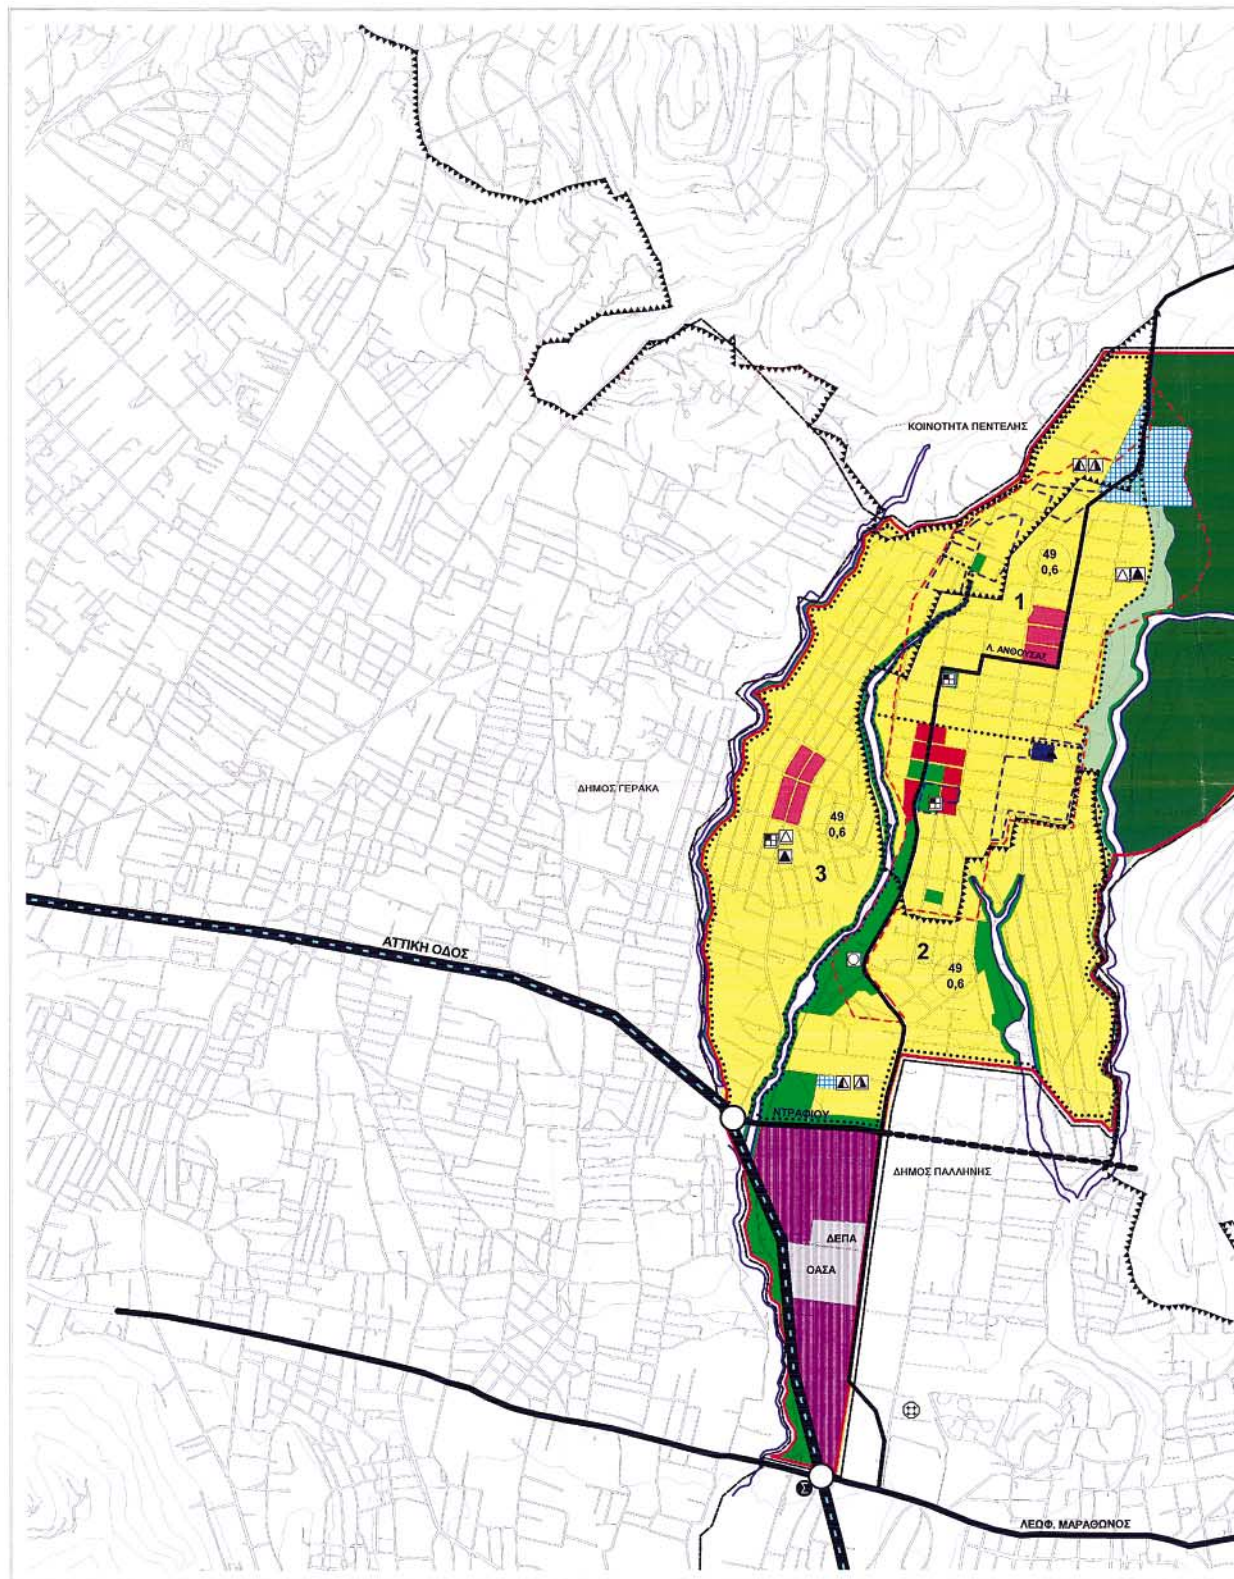 ΚΟΙΝΟΤΗΤΑ ΠΕΝΤΕΛΗΣ
49
0,6
1
Λ. ΑΝΘΟΥΣΑΣ
ΔΗΜΟΣ ΓΕΡΑΚΑ
49
0,6
3
ΑΤΤΙΚΗ ΟΔΟΣ
2
49
0,6
ΝΤΡΑΦΙΟΥ
ΔΗΜΟΣ ΠΑΛΛΗΝΗΣ
ΔΕΠΑ
ΟΑΣΑ
Σ
ΛΕΩΦ. ΜΑΡΑΘΩΝΟΣ